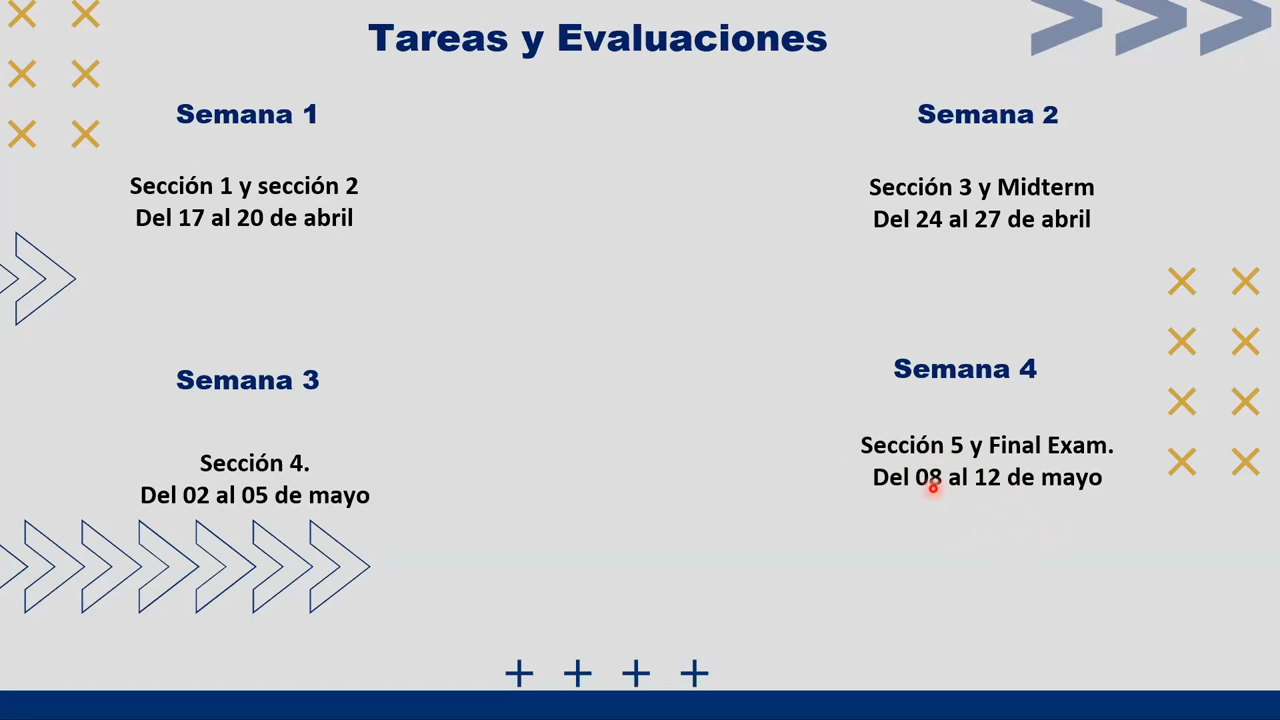 Tareas y Evaluaciones
Semana 1
Sección 1 y sección 2
Del 17 al 20 de abril
Semana 2
Sección 3 y Midterm
Del 24 al 27 de abril
Semana 3
Sección 4.
Del 02 al 05 de mayo
Semana 4
Sección 5 y Final Exam.
Del 08 al 12 de mayo